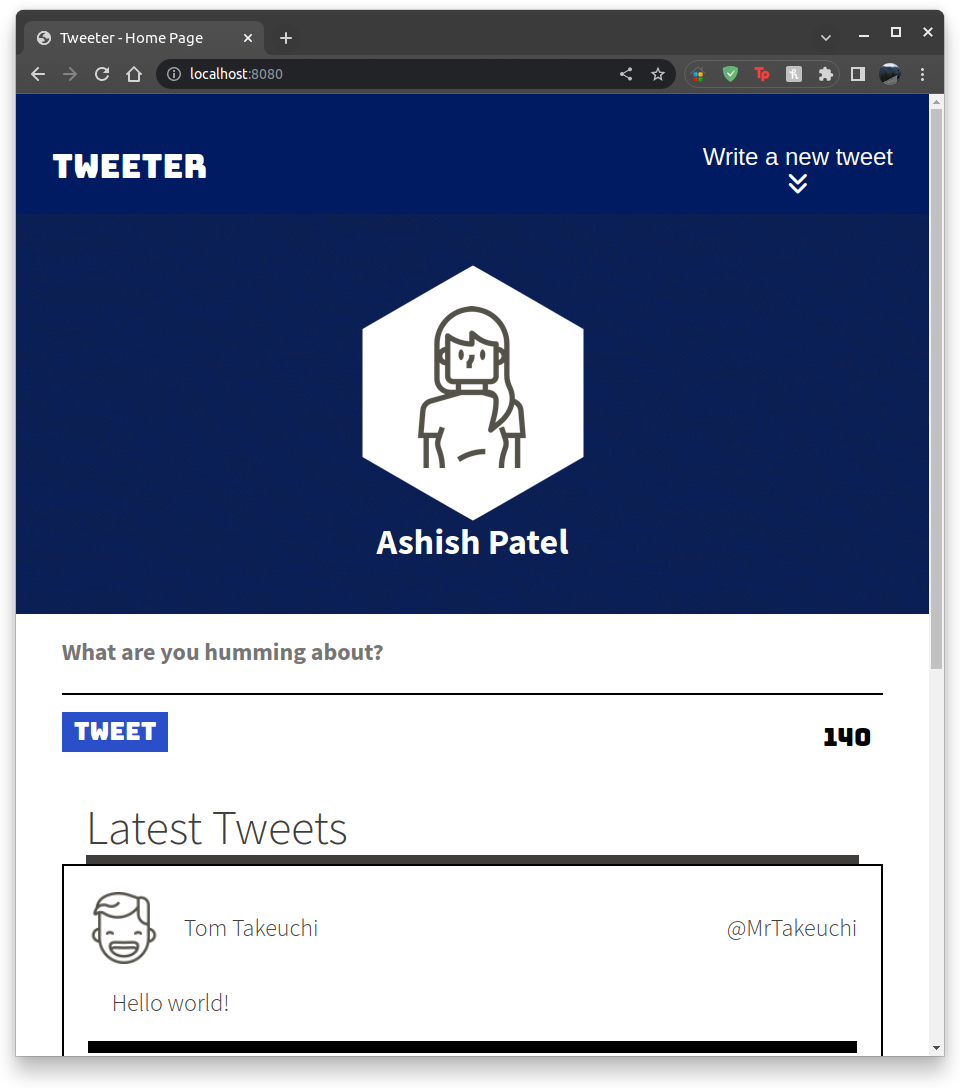 Tweeter - Home Page
localhost:8080
TWEETER
Write a new tweet
Ashish Patel
What are you humming about?
TWEET
140
Latest Tweets
Tom Takeuchi
@MrTakeuchi
Hello world!